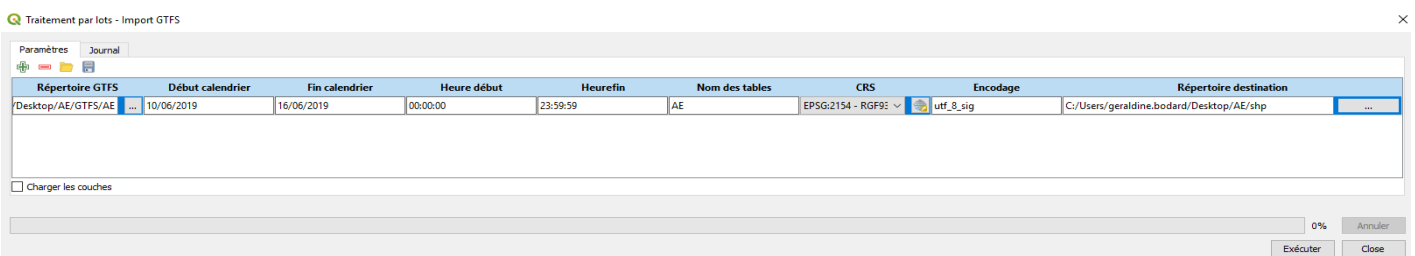 Traitement par lots - Import GTFS
Paramètres Journal
Répertoire GTFS Début calendrier Fin calendrier Heure début Heurefin Nom des tables CRS Encodage Répertoire destination
/Desktop/AE/GTFS/AE ... 10/06/2019 16/06/2019 00:00:00 23:59:59 AE EPSG:2154 - RGF93 utf_8_sig C:/Users/geraldine.bodard/Desktop/AE/shp ...
Charger les couches
0% Annuler
Exécuter Close